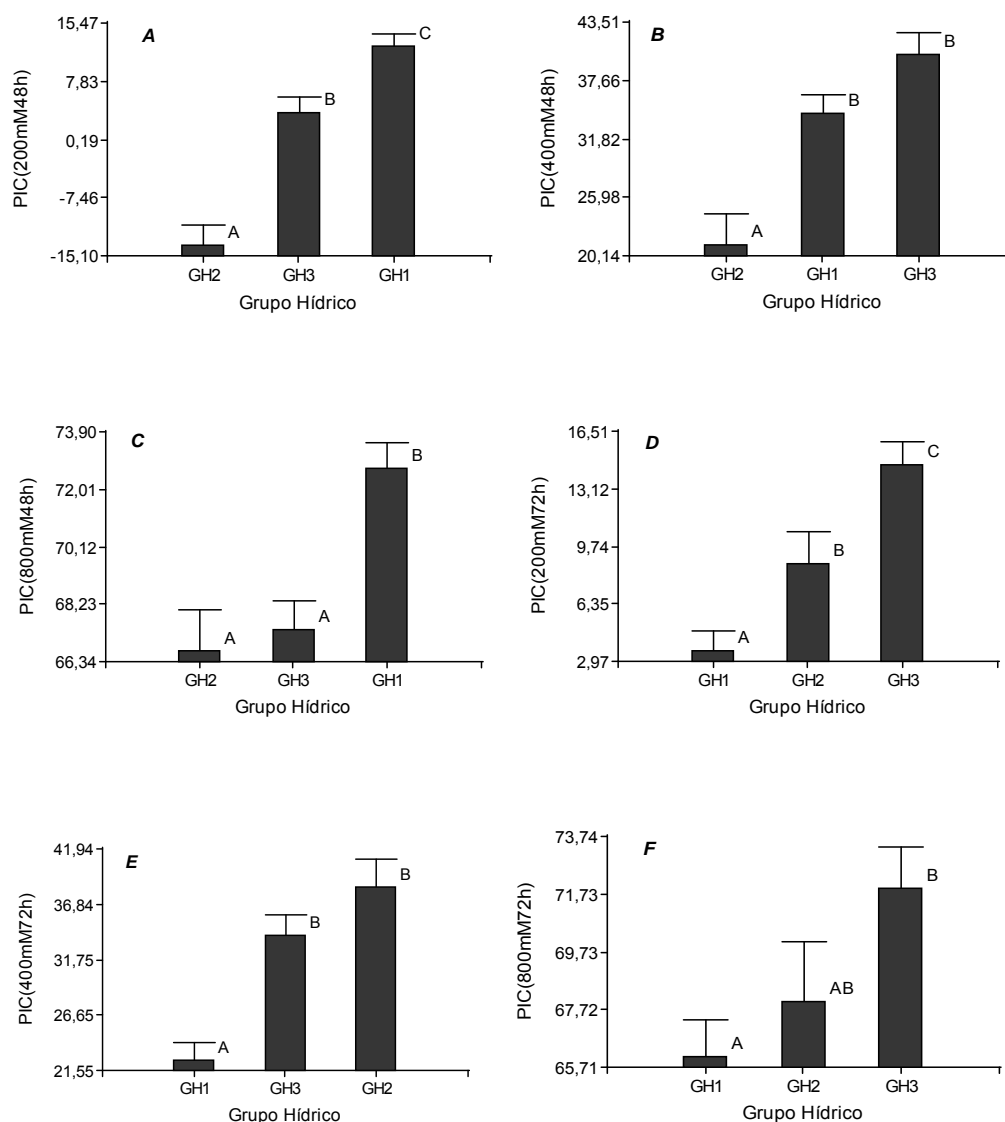 A
PIC(200mM48h)
15,47
7,83
0,19
-7,46
-15,10
A
B
C
GH2 GH3 GH1
Grupo Hídrico
B
PIC(400mM48h)
43,51
37,66
31,82
25,98
20,14
A
B
B
GH2 GH1 GH3
Grupo Hídrico
C
PIC(800mM48h)
73,90
72,01
70,12
68,23
66,34
A
A
B
GH2 GH3 GH1
Grupo Hídrico
D
PIC(200mM72h)
16,51
13,12
9,74
6,35
2,97
A
B
C
GH1 GH2 GH3
Grupo Hídrico
E
PIC(400mM72h)
41,94
36,84
31,75
26,65
21,55
A
B
B
GH1 GH3 GH2
Grupo Hídrico
F
PIC(800mM72h)
73,74
71,73
69,73
67,72
65,71
A
AB
B
GH1 GH2 GH3
Grupo Hídrico